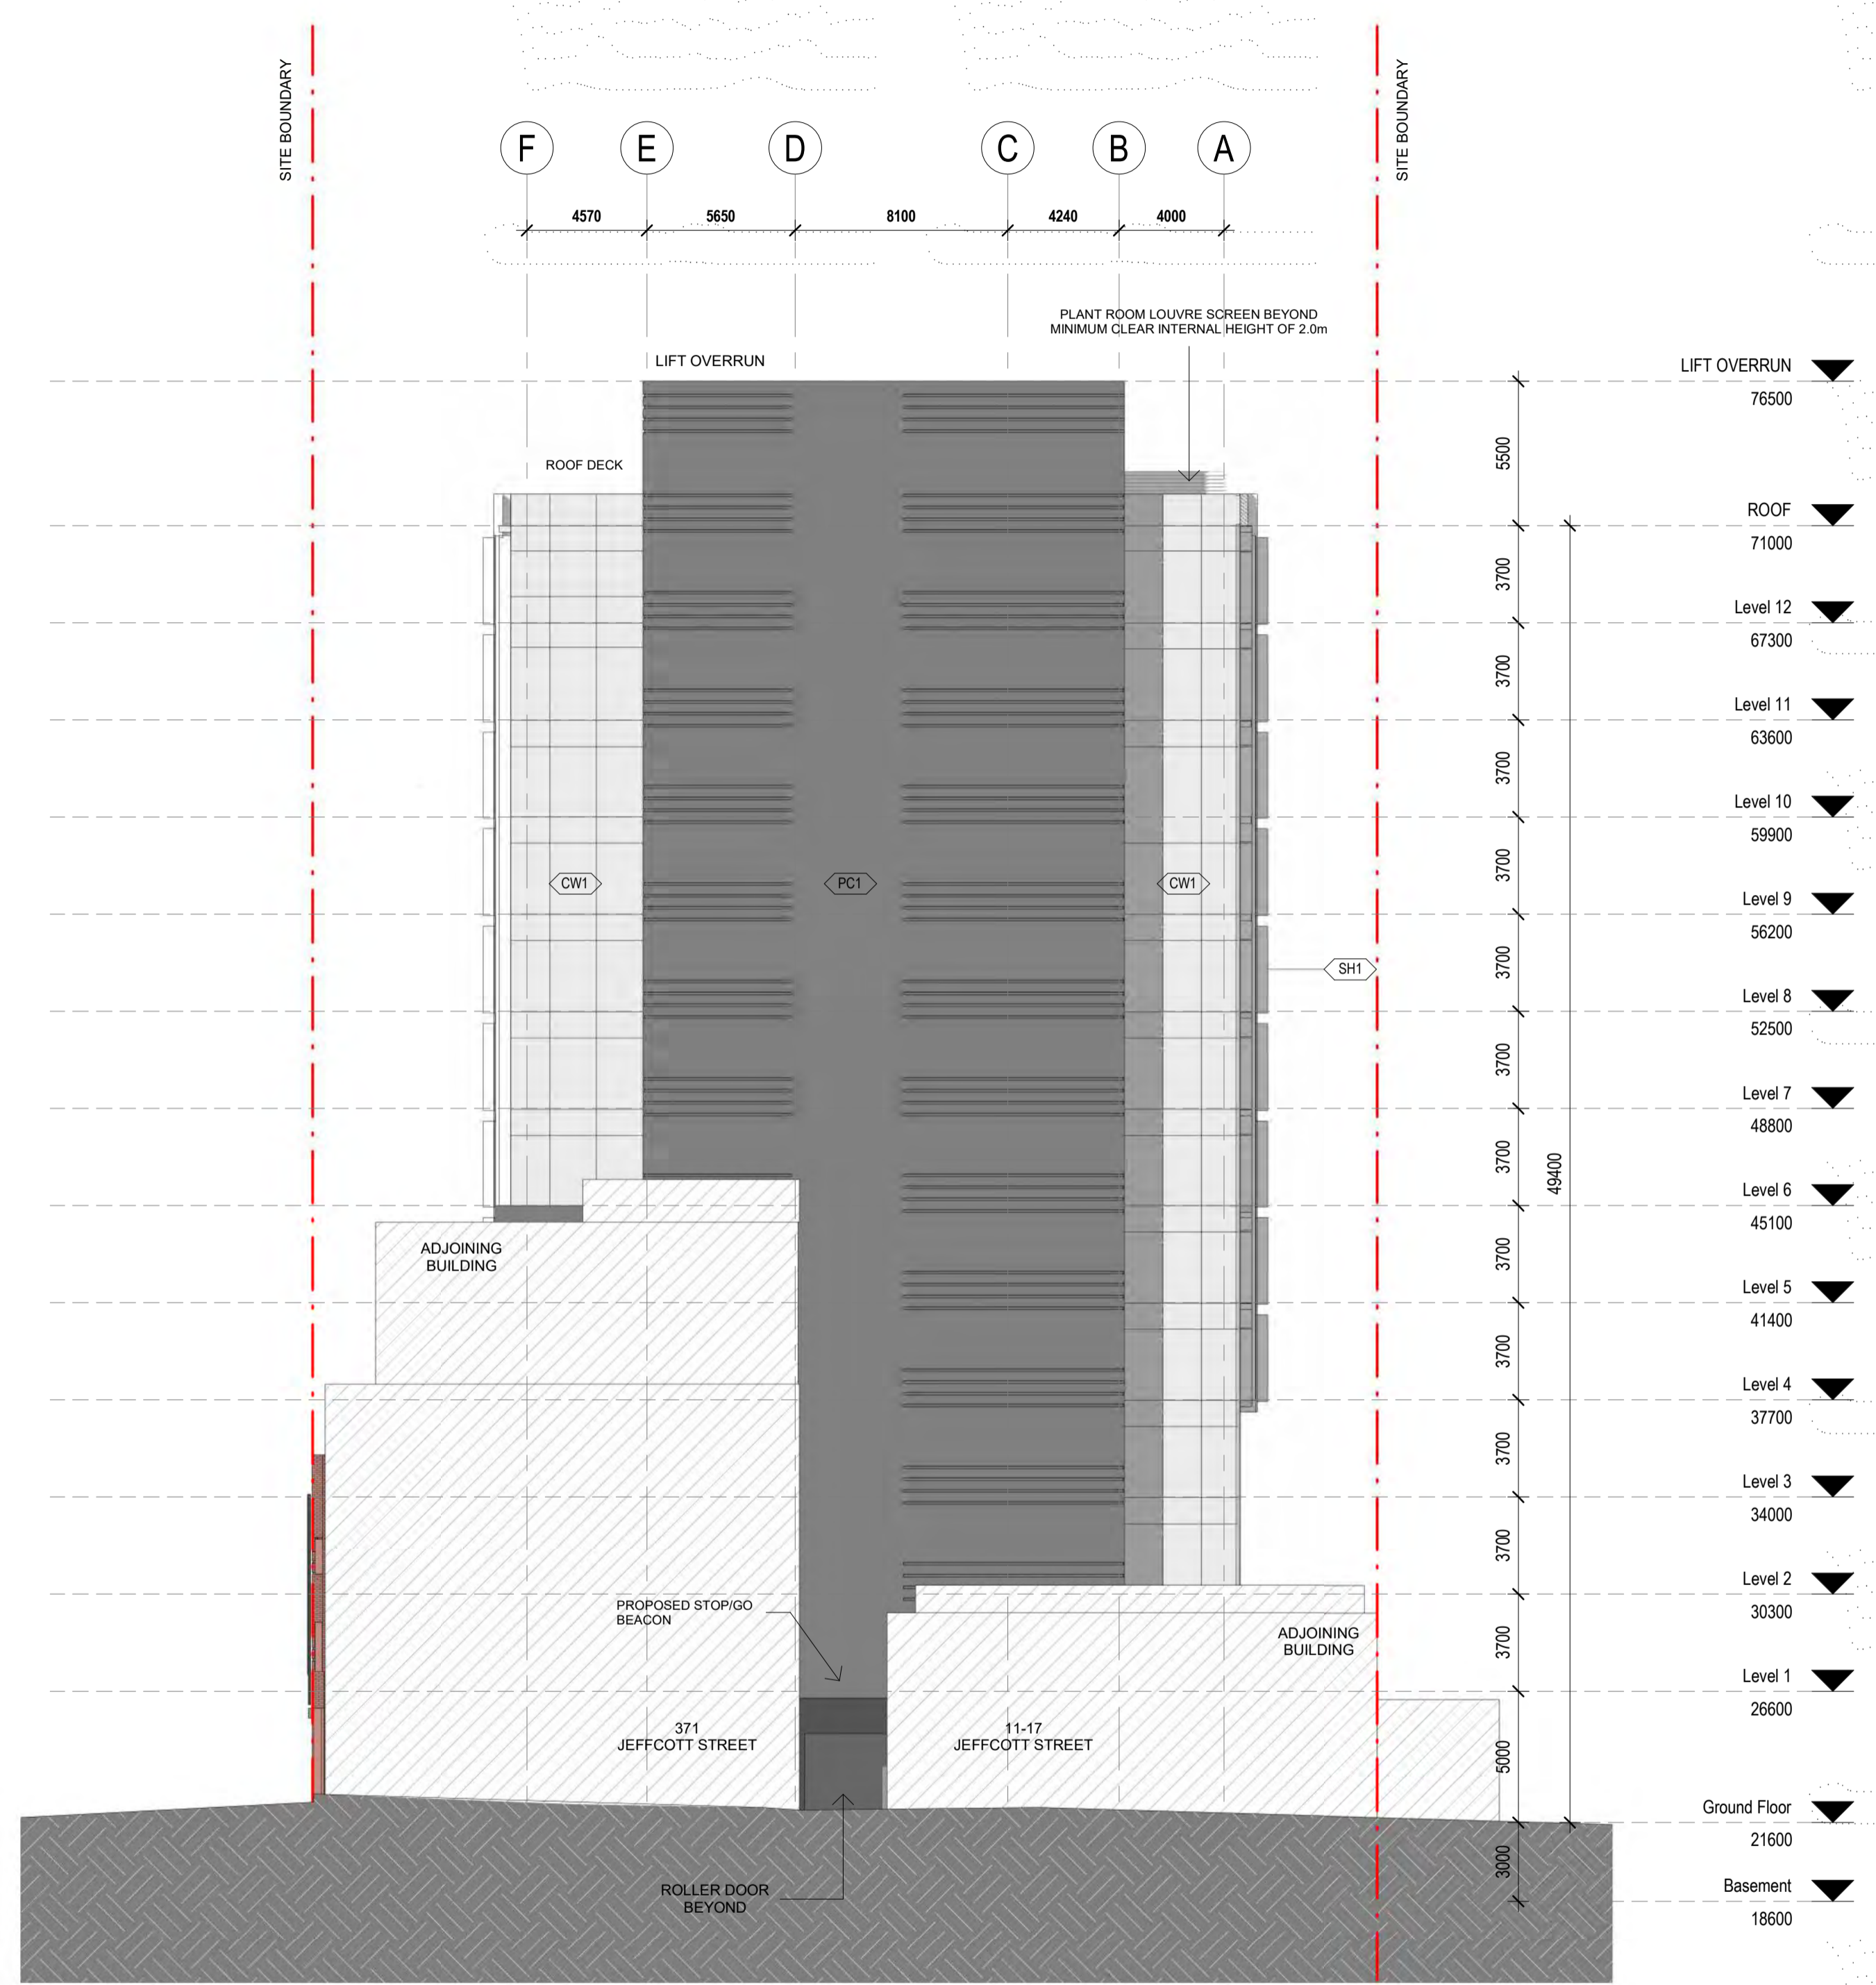 SITE BOUNDARY
SITE BOUNDARY
F
E
D
C
B
A
4570
5650
8100
4240
4000
PLANT ROOM LOUVRE SCREEN BEYOND
MINIMUM CLEAR INTERNAL HEIGHT OF 2.0m
LIFT OVERRUN
LIFT OVERRUN
76500
5500
ROOF DECK
ROOF
71000
3700
Level 12
67300
3700
Level 11
63600
3700
Level 10
59900
3700
CW1
PC1
CW1
Level 9
56200
3700
SH1
Level 8
52500
3700
Level 7
48800
3700
49400
Level 6
45100
3700
ADJOINING
BUILDING
Level 5
41400
3700
Level 4
37700
3700
Level 3
34000
3700
Level 2
30300
3700
PROPOSED STOP/GO
BEACON
ADJOINING
BUILDING
Level 1
26600
371
JEFFCOTT STREET
11-17
JEFFCOTT STREET
5000
Ground Floor
21600
3000
ROLLER DOOR
BEYOND
Basement
18600